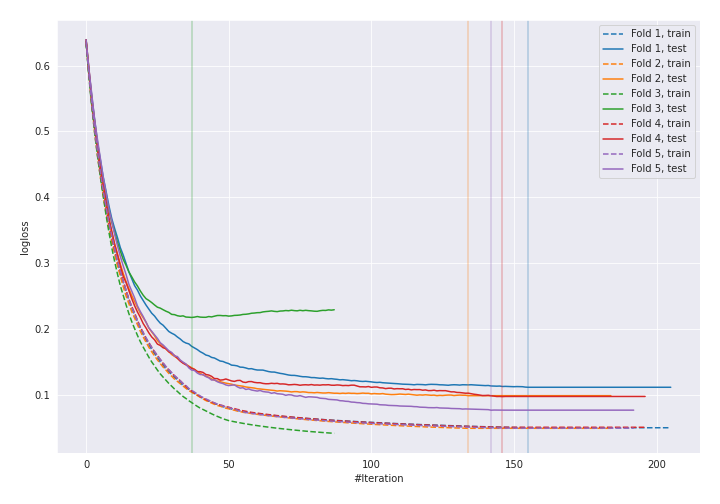 0.6
0.5
0.4
0.3
0.2
0.1
logloss
0
50
100
150
200
#Iteration
Fold 1, train
Fold 1, test
Fold 2, train
Fold 2, test
Fold 3, train
Fold 3, test
Fold 4, train
Fold 4, test
Fold 5, train
Fold 5, test